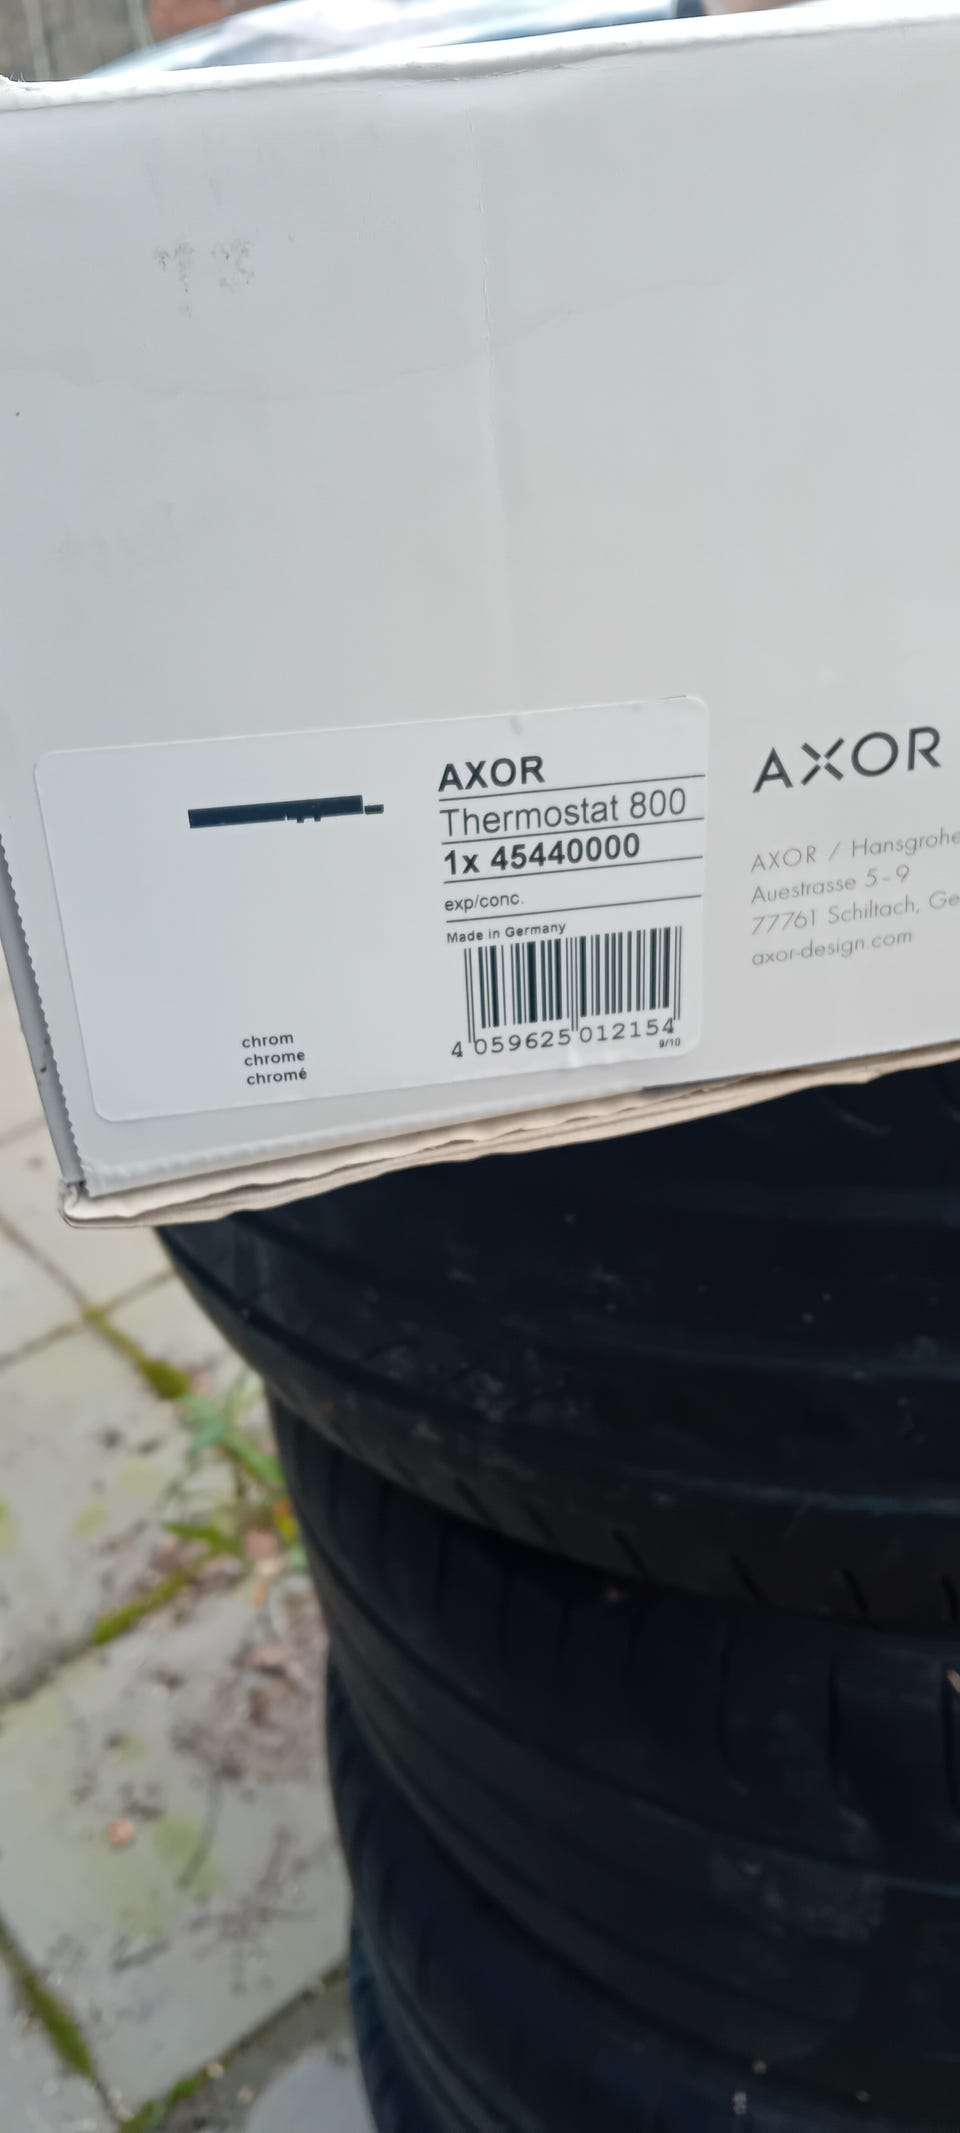 AXOR
Thermostat 800
1x 45440000
exp/conc.
Made in Germany
4 059625 012154
9/10
chrom
chrome
chromé
AXOR
AXOR / Hansgrohe
Auestrasse 5-9
77761 Schiltach, Ge
axor-design.com